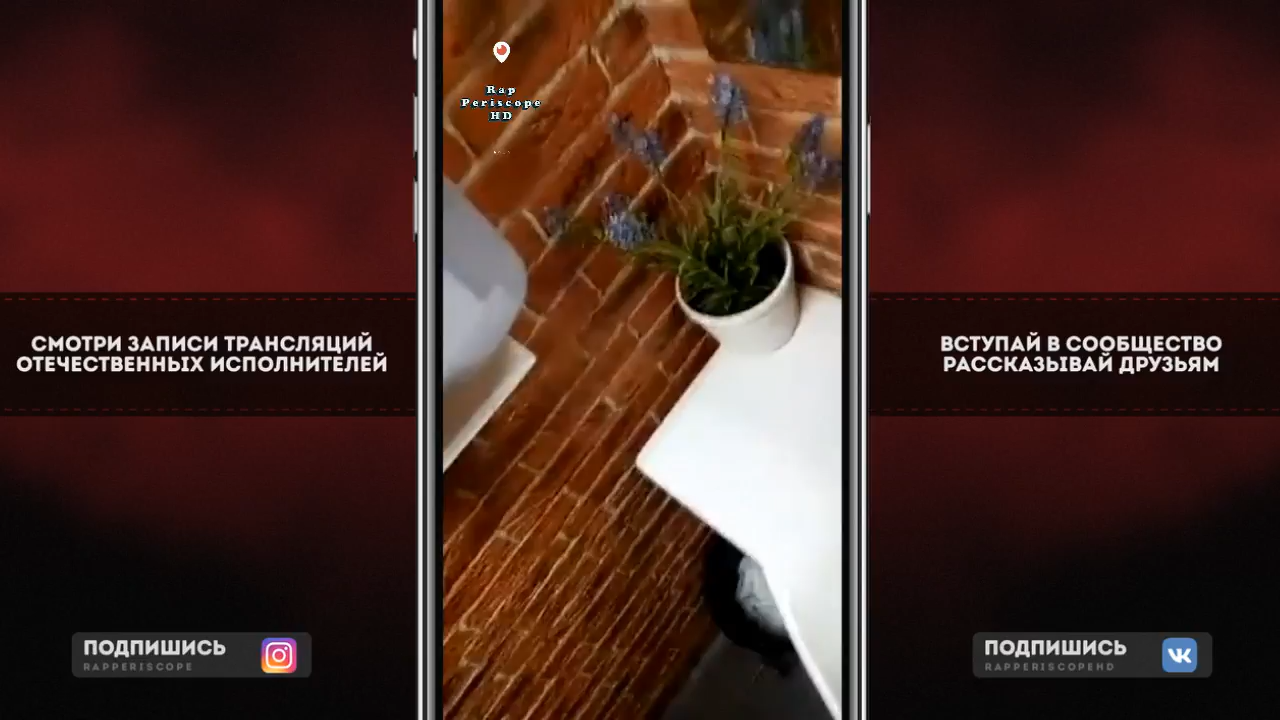 Rap
Periscope
HD
СМОТРИ ЗАПИСИ ТРАНСЛЯЦИЙ
ОТЕЧЕСТВЕННЫХ ИСПОЛНИТЕЛЕЙ
ВСТУПАЙ В СООБЩЕСТВО
РАССКАЗЫВАЙ ДРУЗЬЯМ
ПОДПИШИСЬ
RAPPERISCOPE
ПОДПИШИСЬ
RAPPERISCOPEHD